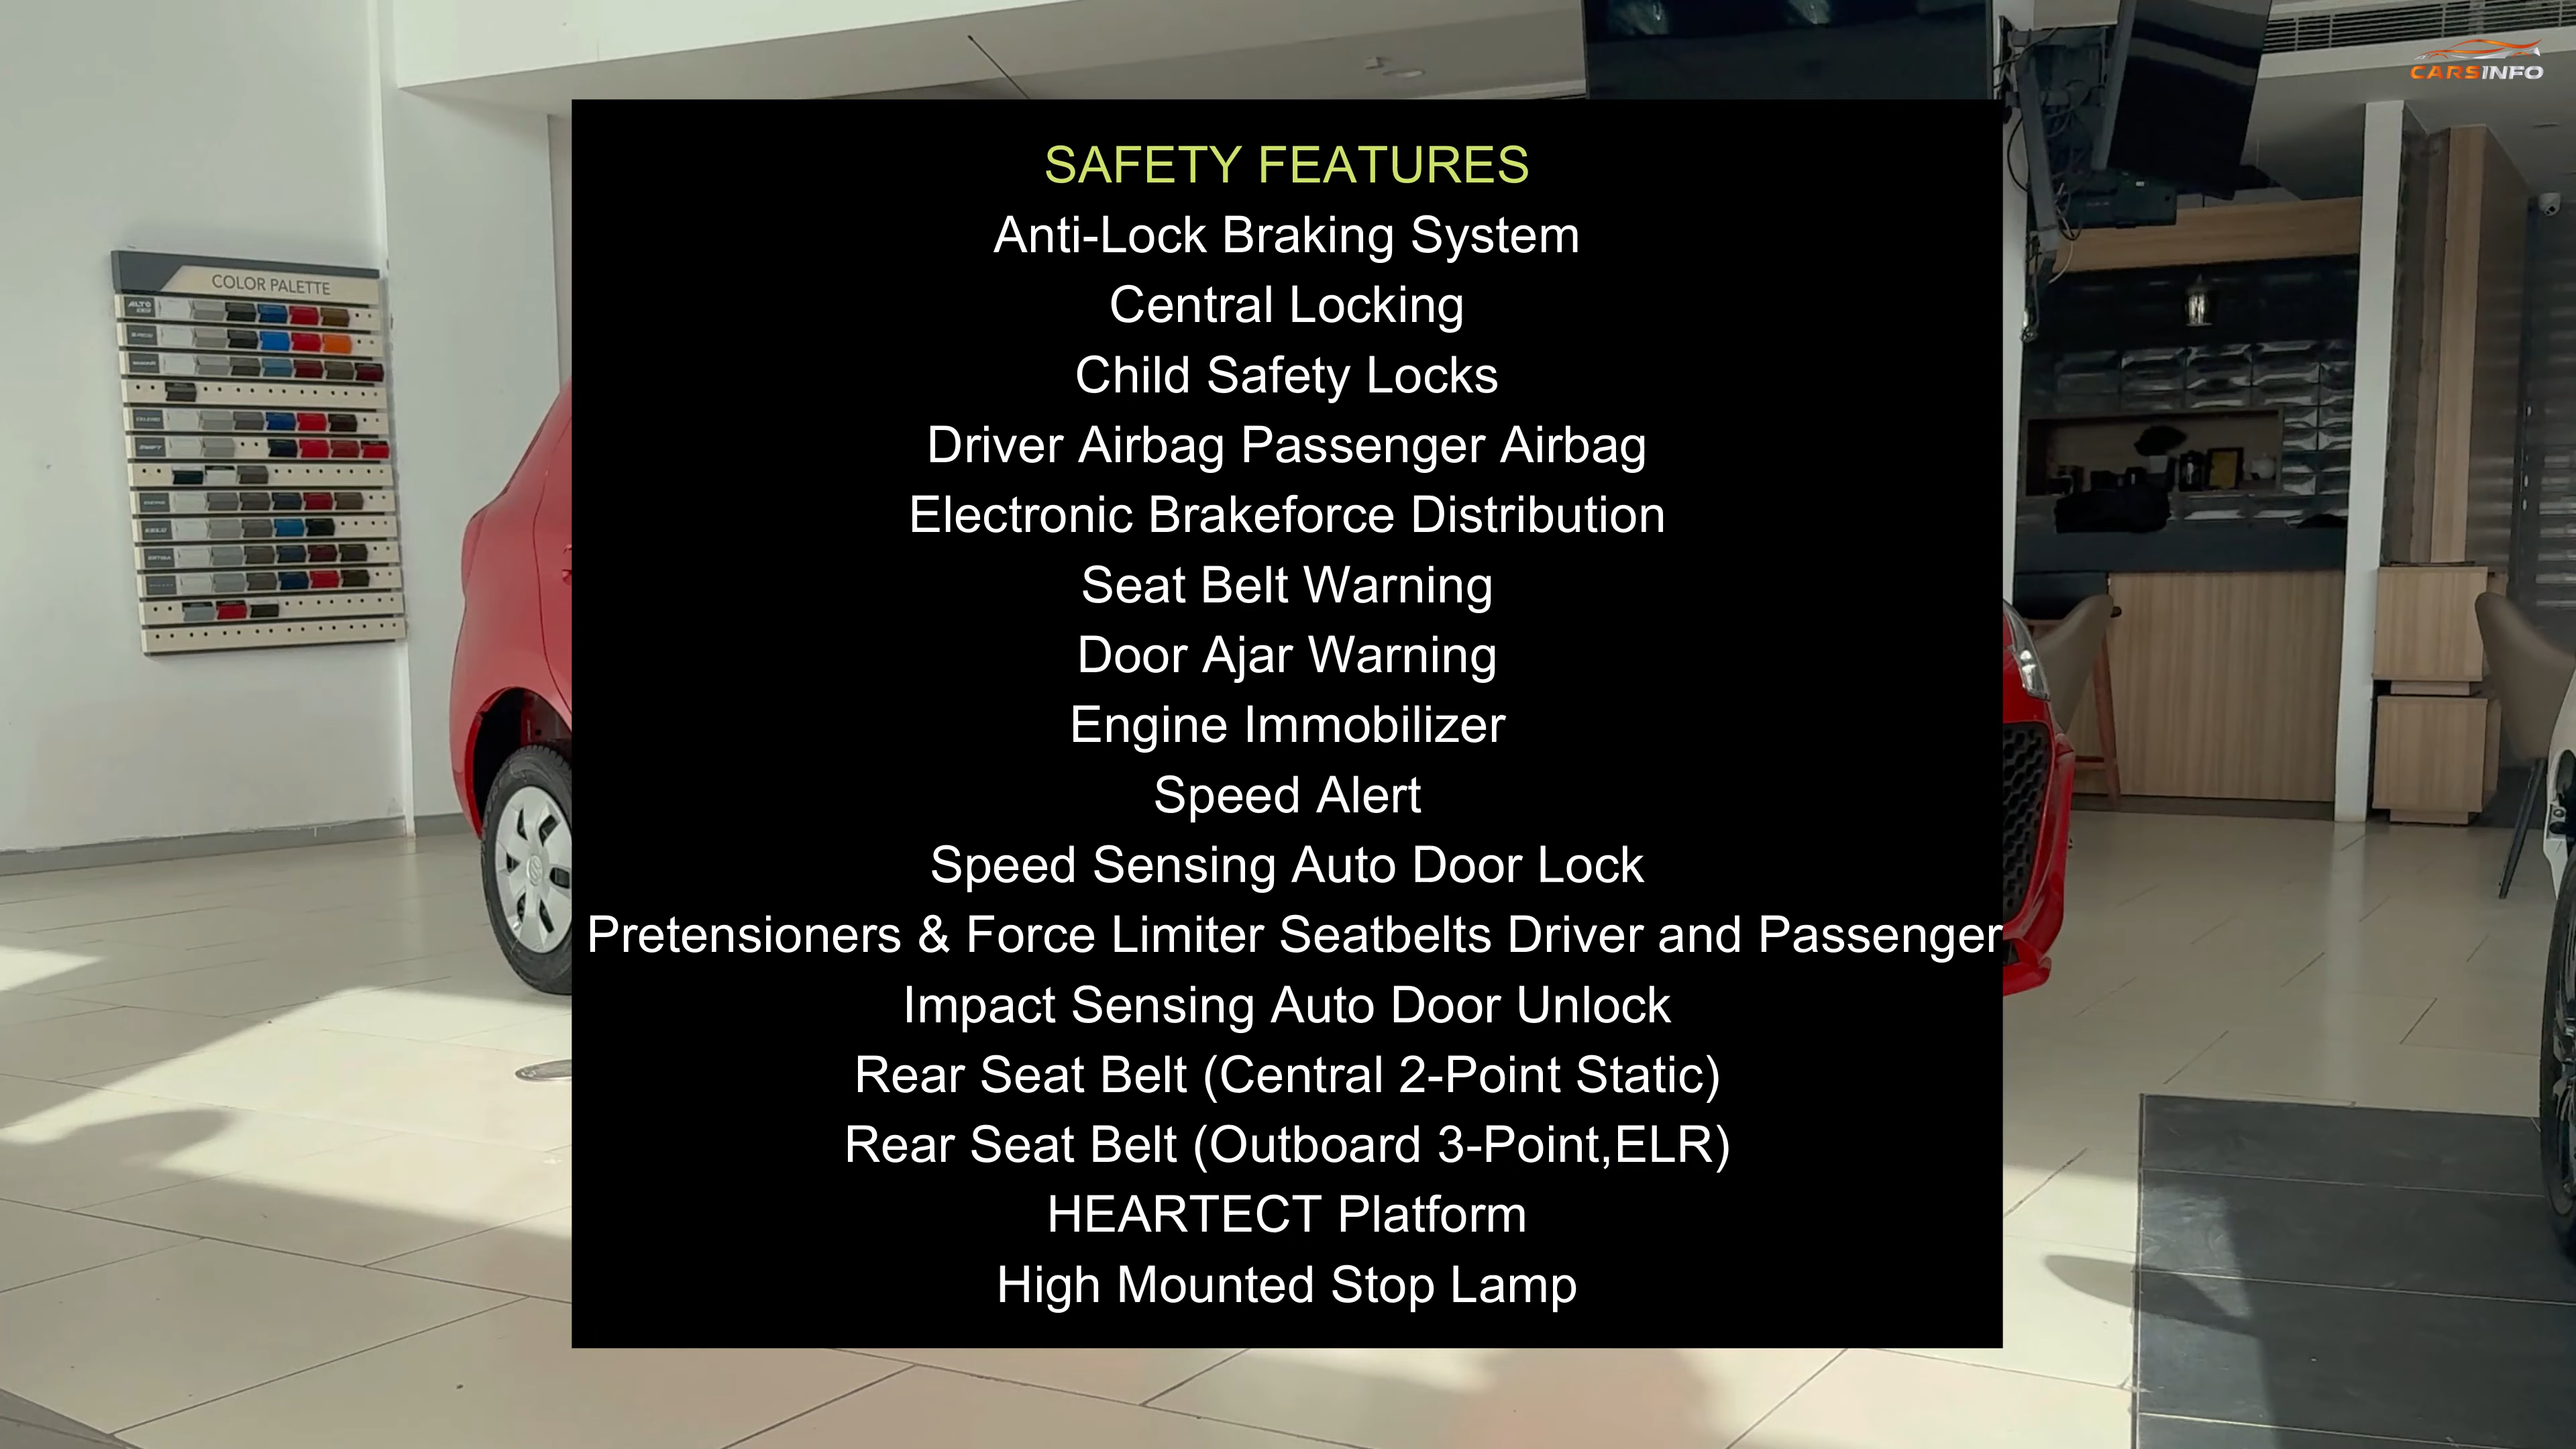 CARSINFO
SAFETY FEATURES
Anti-Lock Braking System
Central Locking
Child Safety Locks
Driver Airbag Passenger Airbag
Electronic Brakeforce Distribution
Seat Belt Warning
Door Ajar Warning
Engine Immobilizer
Speed Alert
Speed Sensing Auto Door Lock
Pretensioners & Force Limiter Seatbelts Driver and Passenger
Impact Sensing Auto Door Unlock
Rear Seat Belt (Central 2-Point Static)
Rear Seat Belt (Outboard 3-Point,ELR)
HEARTECT Platform
High Mounted Stop Lamp
COLOR PALETTE